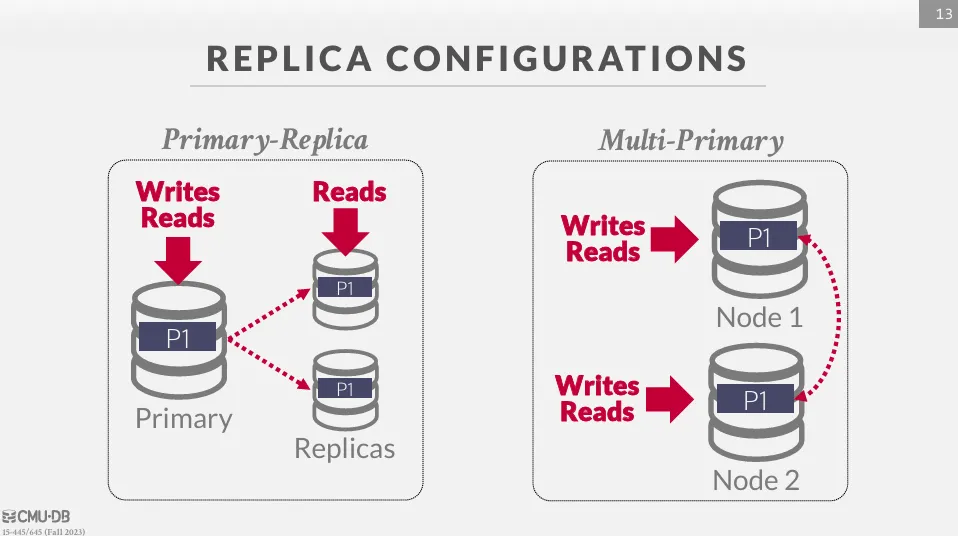 13
REPLICA CONFIGURATIONS
Primary-Replica
Writes
Reads
Reads
P1
P1
P1
Primary
Replicas
Multi-Primary
Writes
Reads
P1
Node 1
Writes
Reads
P1
Node 2
CMU·DB
15-445/645 (Fall 2023)